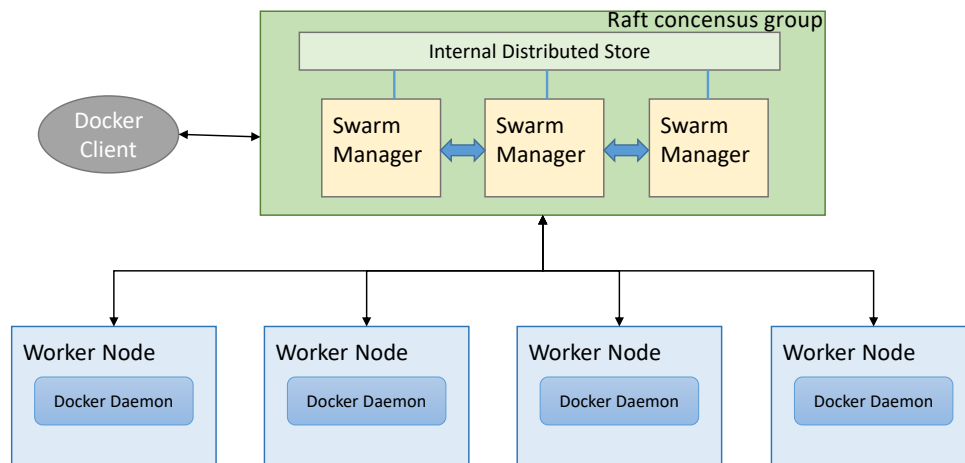 Raft concensus group
Internal Distributed Store
Docker
Client
Swarm
Manager
Swarm
Manager
Swarm
Manager
Worker Node
Docker Daemon
Worker Node
Docker Daemon
Worker Node
Docker Daemon
Worker Node
Docker Daemon